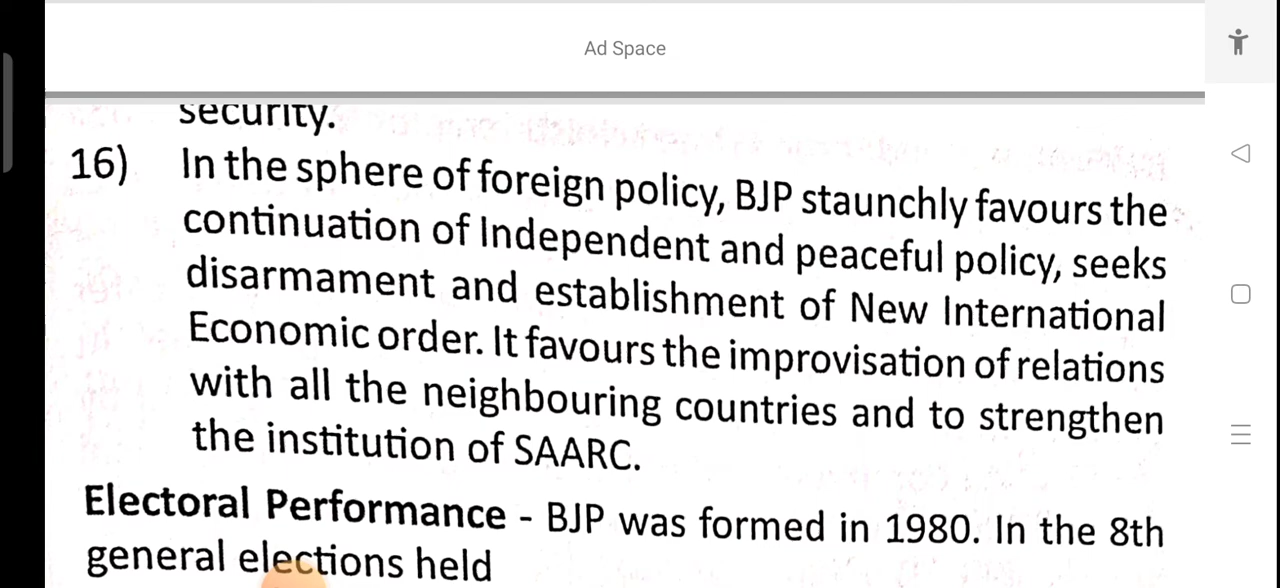 Ad Space
security.
16) In the sphere of foreign policy, BJP staunchly favours the
continuation of Independent and peaceful policy, seeks
disarmament and establishment of New International
Economic order. It favours the improvisation of relations
with all the neighbouring countries and to strengthen
the institution of SAARC.
Electoral Performance - BJP was formed in 1980. In the 8th
general elections held